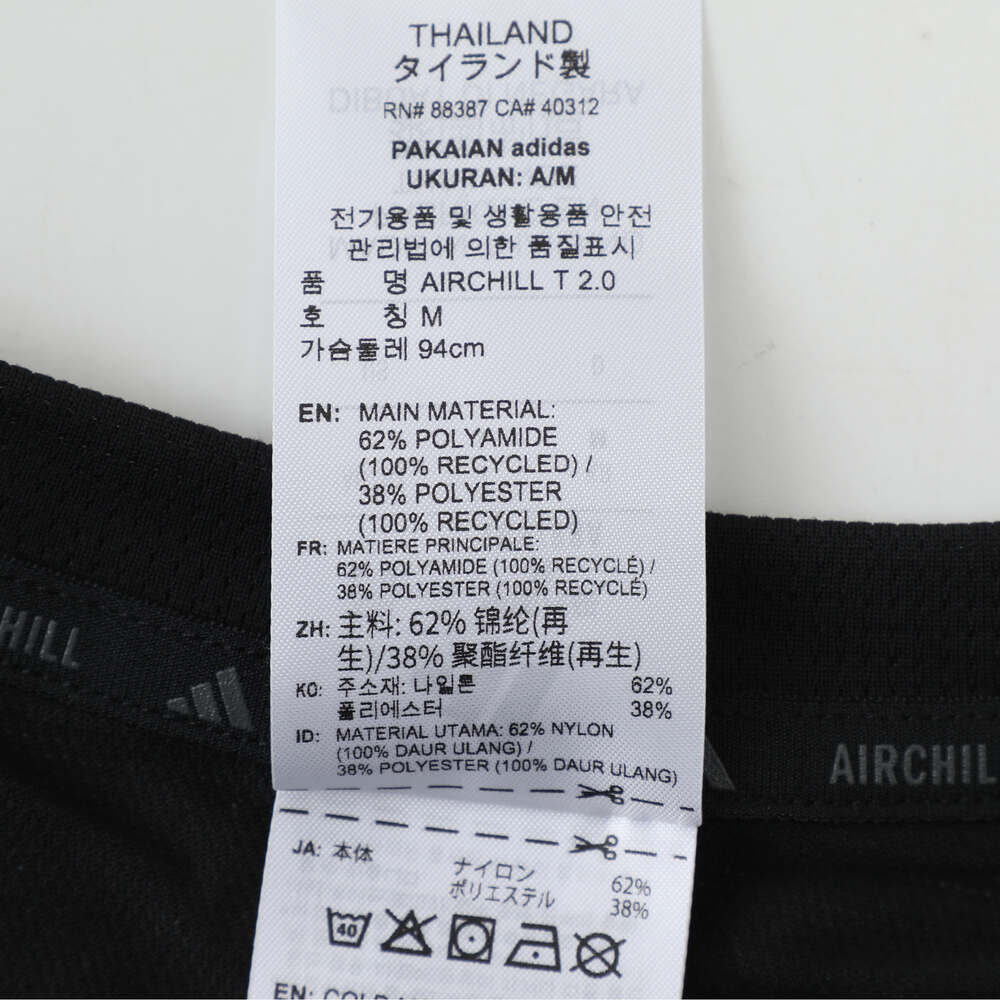 THAILAND
タイランド製
RN# 88387 CA# 40312
PAKAIAN adidas
UKURAN: A/M
전기용품 및 생활용품 안전
관리법에 의한 품질표시
품 명 AIRCHILL T 2.0
호 칭 M
가슴둘레 94cm
EN: MAIN MATERIAL:
62% POLYAMIDE
(100% RECYCLED) /
38% POLYESTER
(100% RECYCLED)
FR: MATIERE PRINCIPALE:
62% POLYAMIDE (100% RECYCLÉ) /
38% POLYESTER (100% RECYCLÉ)
ZH: 主料: 62% 锦纶(再
生)/38% 聚酯纤维(再生)
KO: 주소재: 나일론 62%
폴리에스터 38%
ID: MATERIAL UTAMA: 62% NYLON
(100% DAUR ULANG) /
38% POLYESTER (100% DAUR ULANG)
JA: 本体 ナイロン 62%
ポリエステル 38%
40
EN: COLD
HILL
AIRCHIL